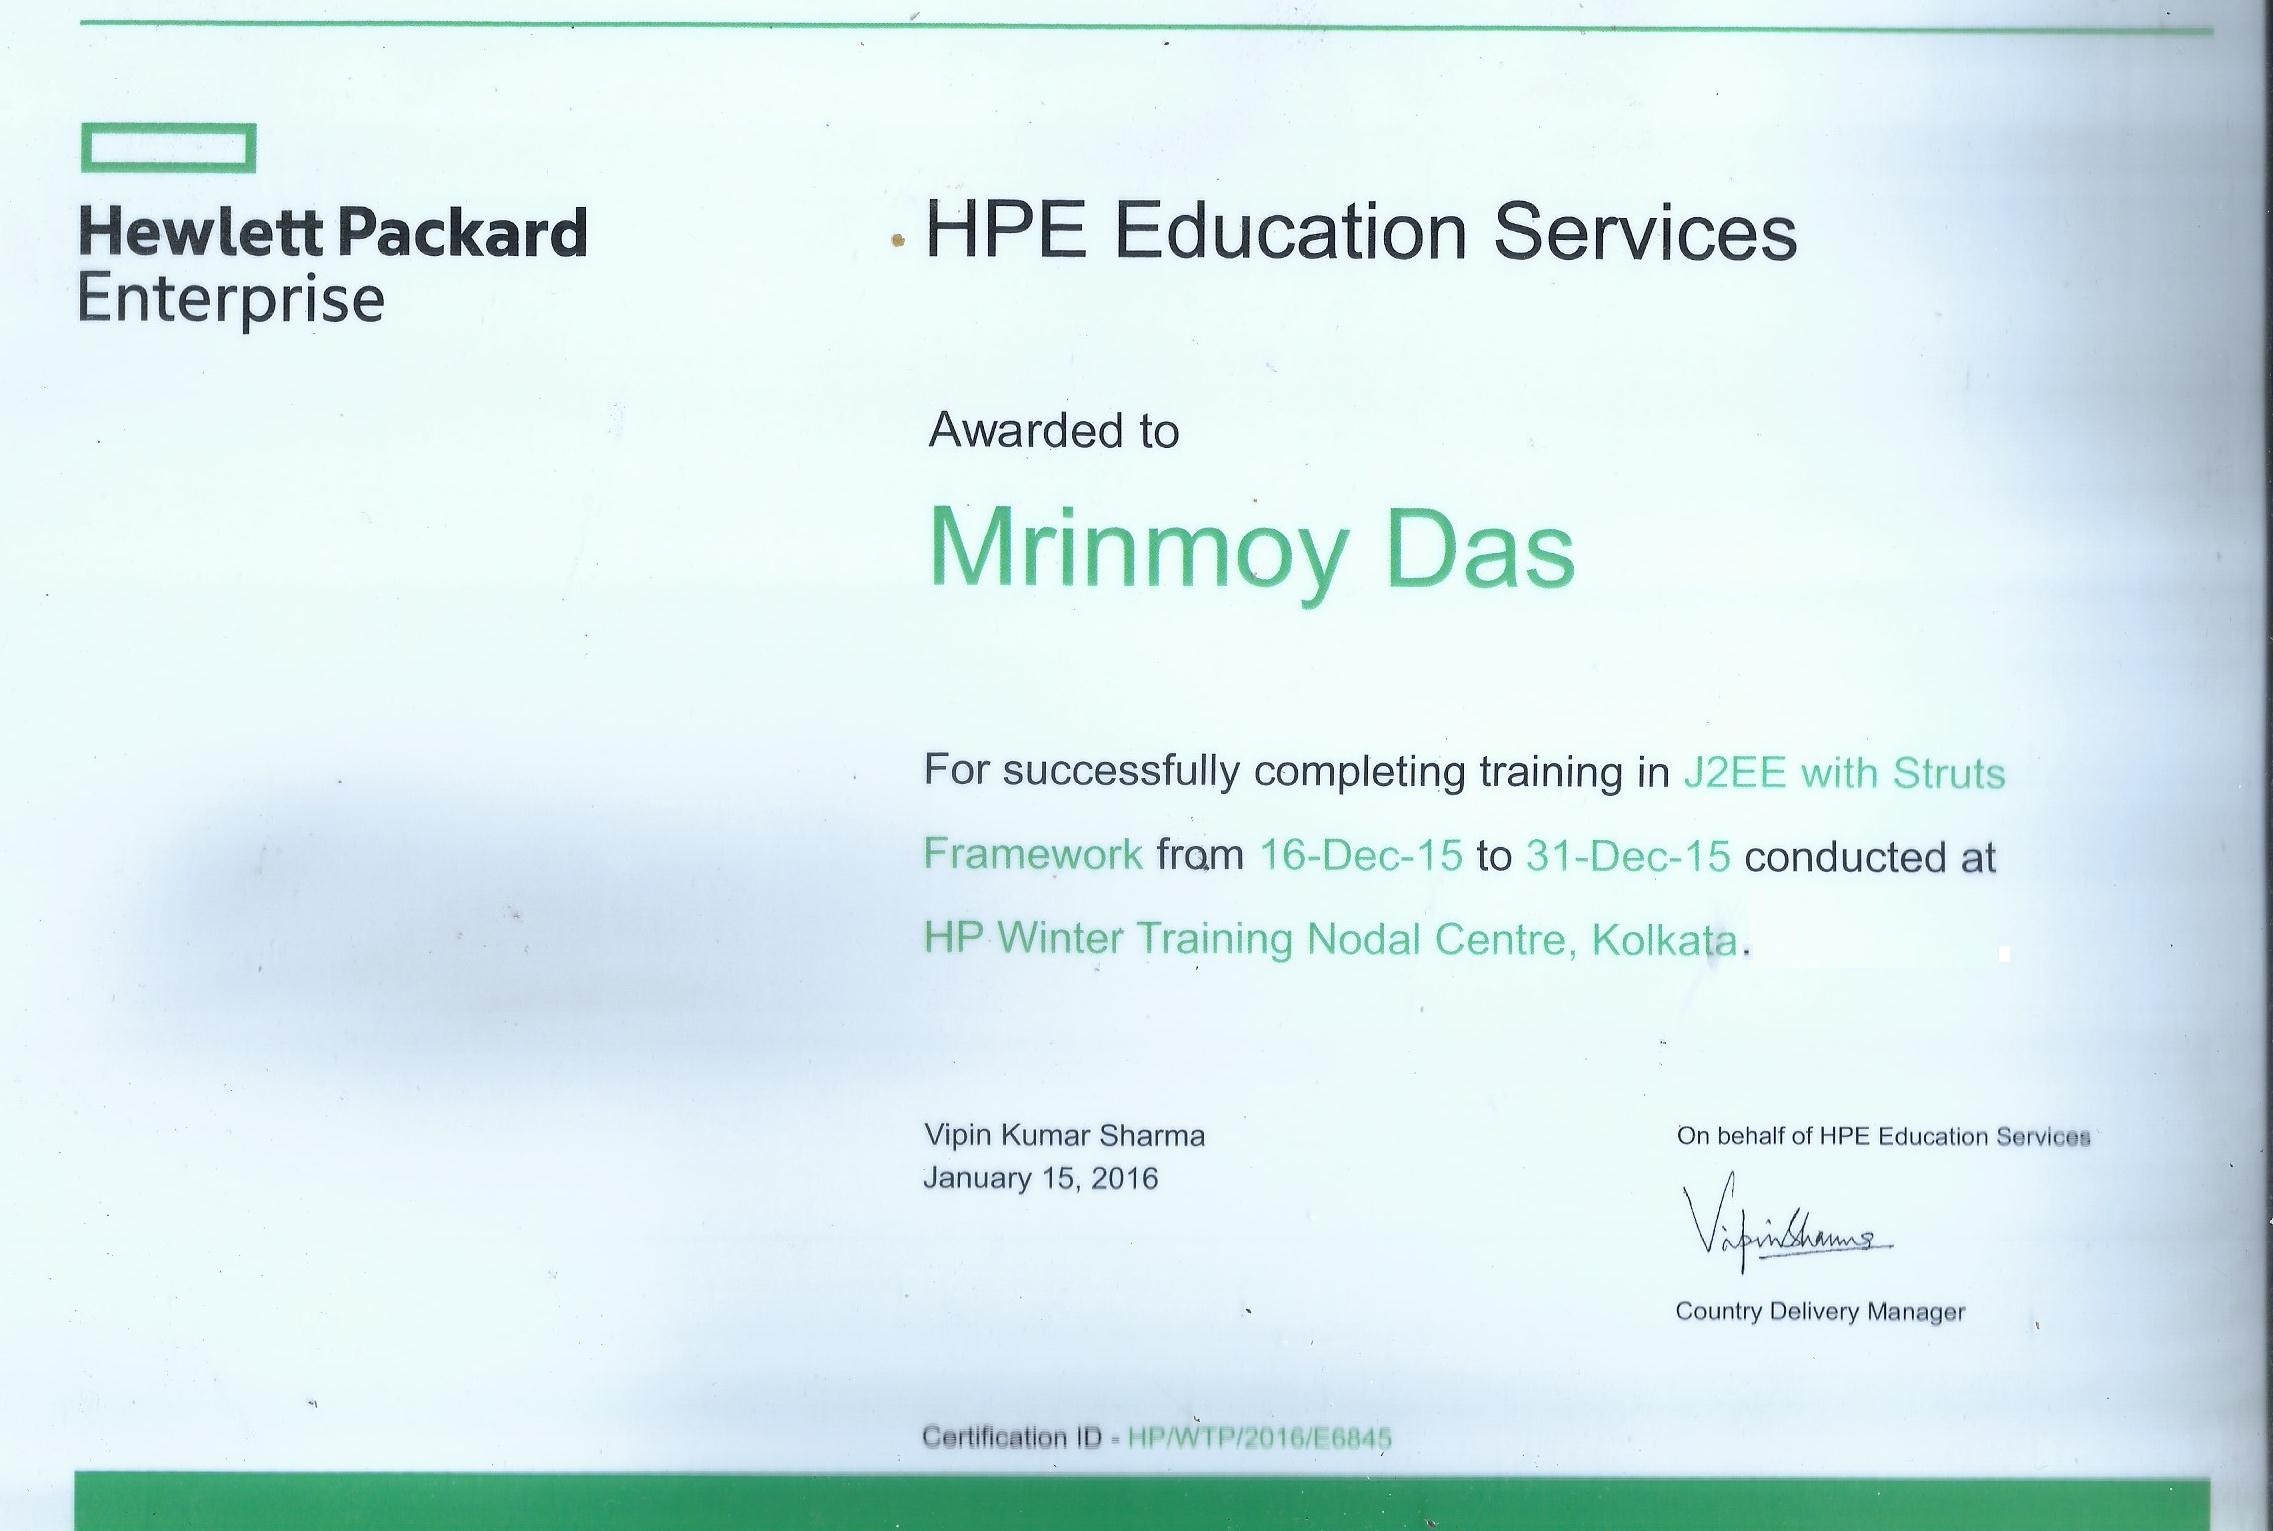 Hewlett Packard
Enterprise
HPE Education Services
Awarded to
Mrinmoy Das
For successfully completing training in J2EE with Struts
Framework from 16-Dec-15 to 31-Dec-15 conducted at
HP Winter Training Nodal Centre, Kolkata.
Vipin Kumar Sharma
January 15, 2016
On behalf of HPE Education Services
Vipin Sharma
Country Delivery Manager
Certification ID - HP/WTP/2016/E6845